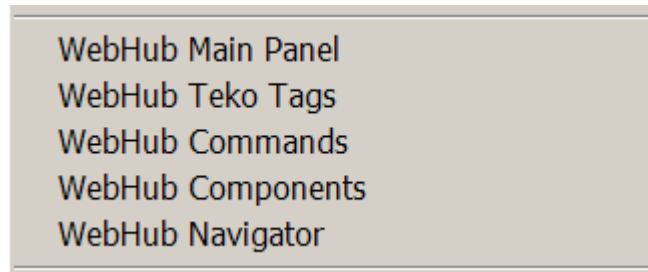 WebHub Main Panel
WebHub Teko Tags
WebHub Commands
WebHub Components
WebHub Navigator